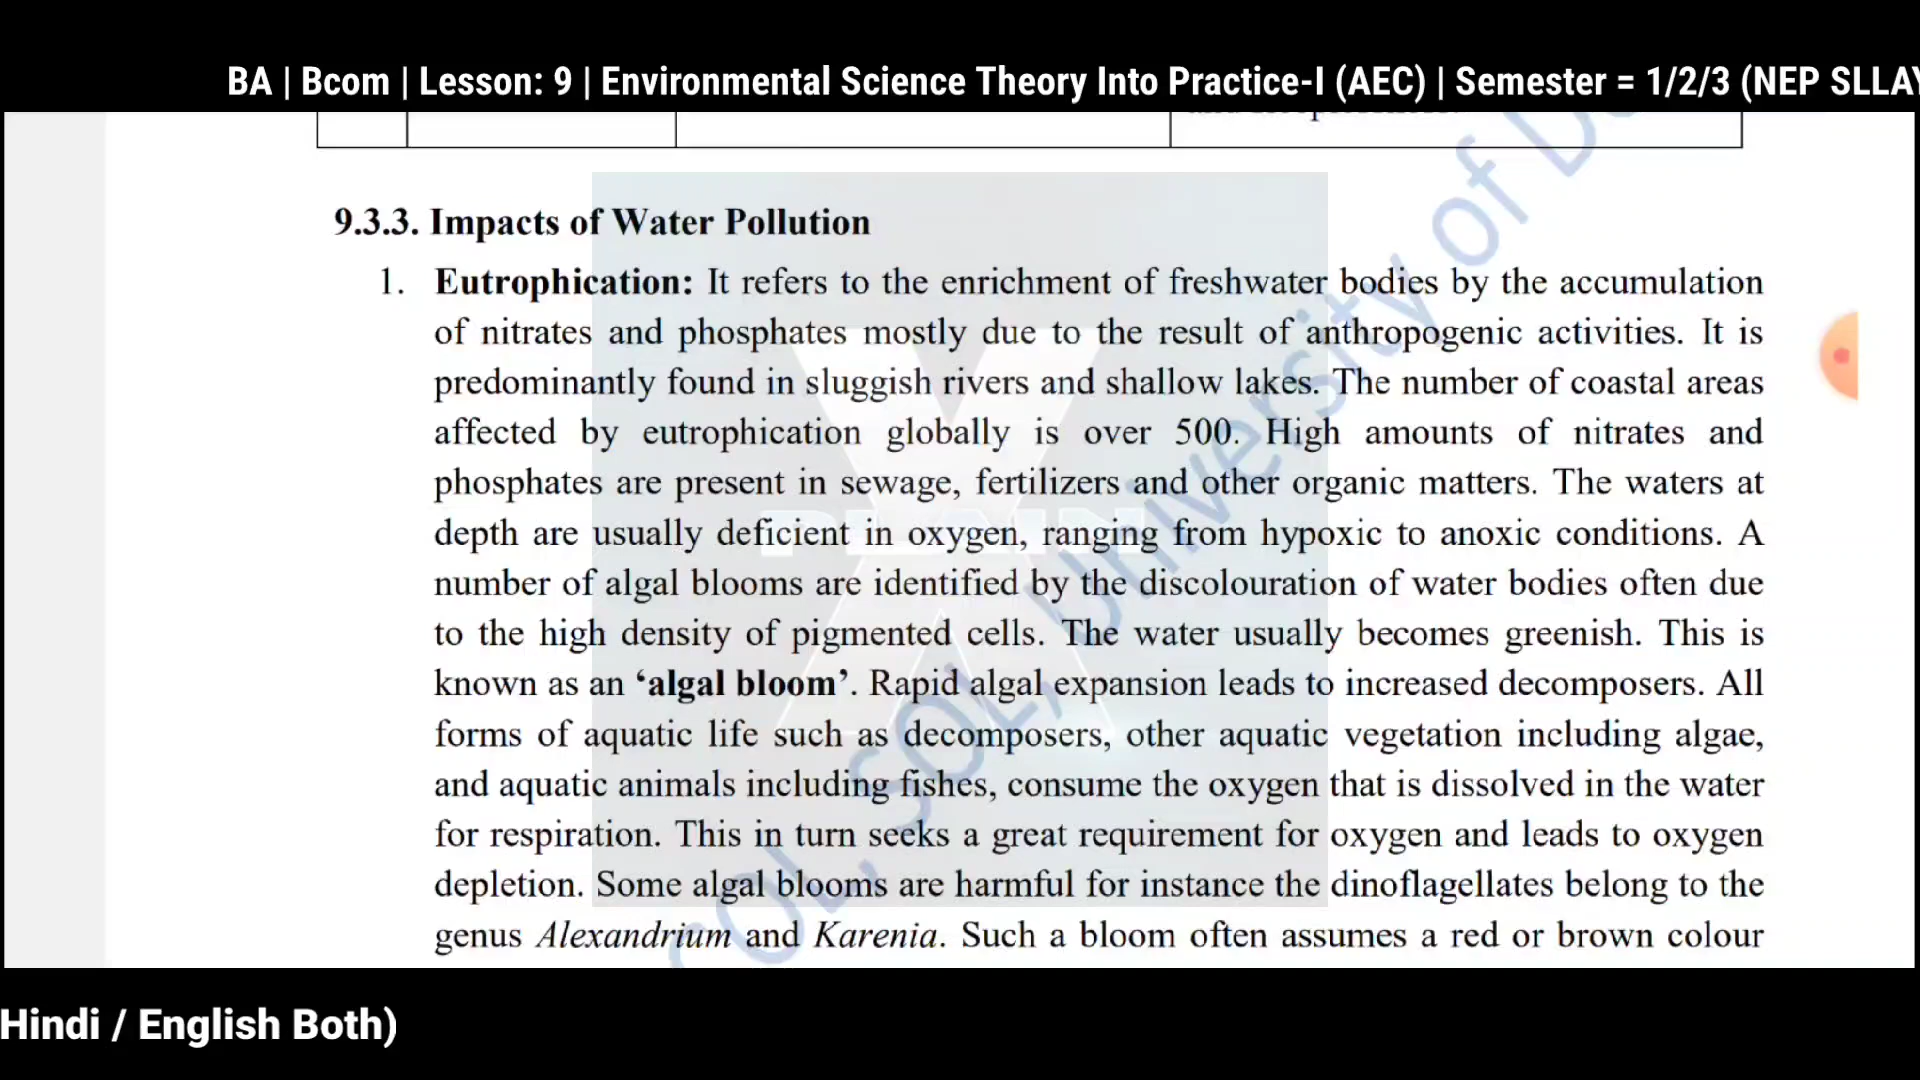 BA | Bcom | Lesson: 9 | Environmental Science Theory Into Practice-I (AEC) | Semester = 1/2/3 (NEP SLLAY
9.3.3. Impacts of Water Pollution
1. Eutrophication: It refers to the enrichment of freshwater bodies by the accumulation
of nitrates and phosphates mostly due to the result of anthropogenic activities. It is
predominantly found in sluggish rivers and shallow lakes. The number of coastal areas
affected by eutrophication globally is over 500. High amounts of nitrates and
phosphates are present in sewage, fertilizers and other organic matters. The waters at
depth are usually deficient in oxygen, ranging from hypoxic to anoxic conditions. A
number of algal blooms are identified by the discolouration of water bodies often due
to the high density of pigmented cells. The water usually becomes greenish. This is
known as an ‘algal bloom’. Rapid algal expansion leads to increased decomposers. All
forms of aquatic life such as decomposers, other aquatic vegetation including algae,
and aquatic animals including fishes, consume the oxygen that is dissolved in the water
for respiration. This in turn seeks a great requirement for oxygen and leads to oxygen
depletion. Some algal blooms are harmful for instance the dinoflagellates belong to the
genus Alexandrium and Karenia. Such a bloom often assumes a red or brown colour
COL, SOL, University of D
Hindi / English Both)